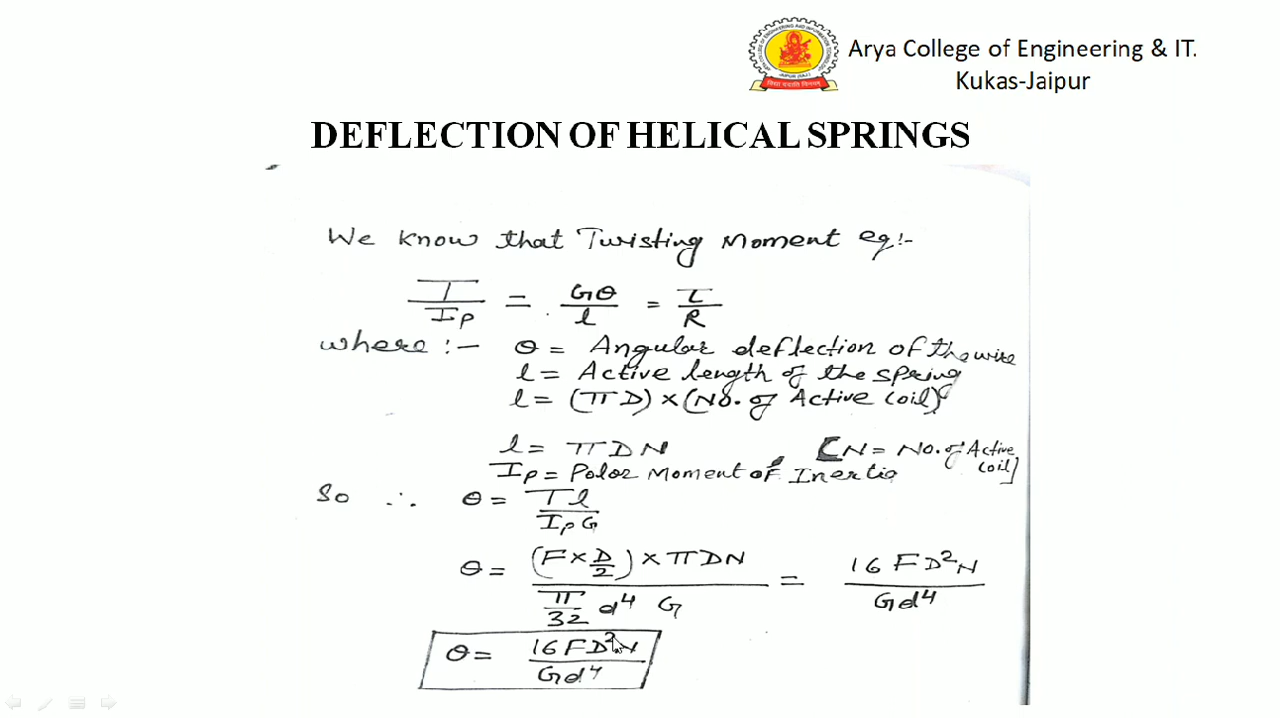 Arya College of Engineering & IT.
Kukas-Jaipur
DEFLECTION OF HELICAL SPRINGS
We know that Twisting Moment eq:-
T/IP = Gθ/l = τ/R
where :- θ = Angular deflection of the wire
l = Active length of the spring
l = (πD) × (No. of Active coil)
l = πDN [N = No. of Active coil]
IP = Polar Moment of Inertia
So ∴ θ = Tl/IPG
θ = (F×D/2) × πDN / π/32 d⁴ G = 16FD²N/Gd⁴
θ = 16FD²N/Gd⁴